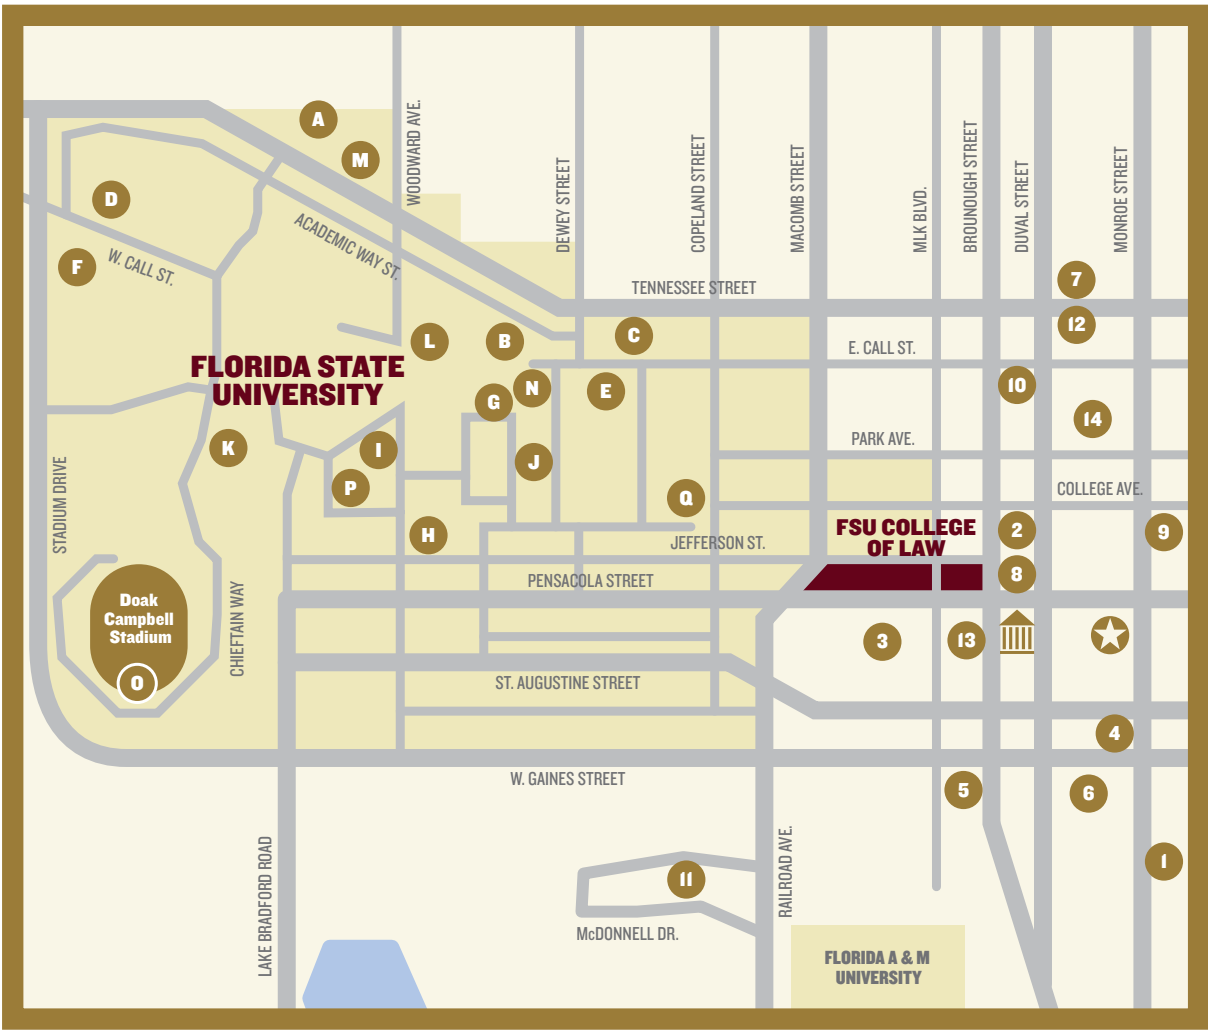 A
M
WOODWARD AVE.
DEWEY STREET
COPELAND STREET
MACOMB STREET
MLK BLVD.
BROUNOUGH STREET
DUVAL STREET
MONROE STREET
D
ACADEMIC WAY ST.
F
W. CALL ST.
7
TENNESSEE STREET
12
L
B
C
E. CALL ST.
FLORIDA STATE
UNIVERSITY
N
E
10
G
14
K
I
J
PARK AVE.
P
Q
COLLEGE AVE.
STADIUM DRIVE
H
JEFFERSON ST.
FSU COLLEGE
OF LAW
2
9
PENSACOLA STREET
8
Doak
Campbell
Stadium
O
CHIEFTAIN WAY
3
13
ST. AUGUSTINE STREET
4
W. GAINES STREET
5
6
LAKE BRADFORD ROAD
11
RAILROAD AVE.
1
McDONNELL DR.
FLORIDA A & M
UNIVERSITY